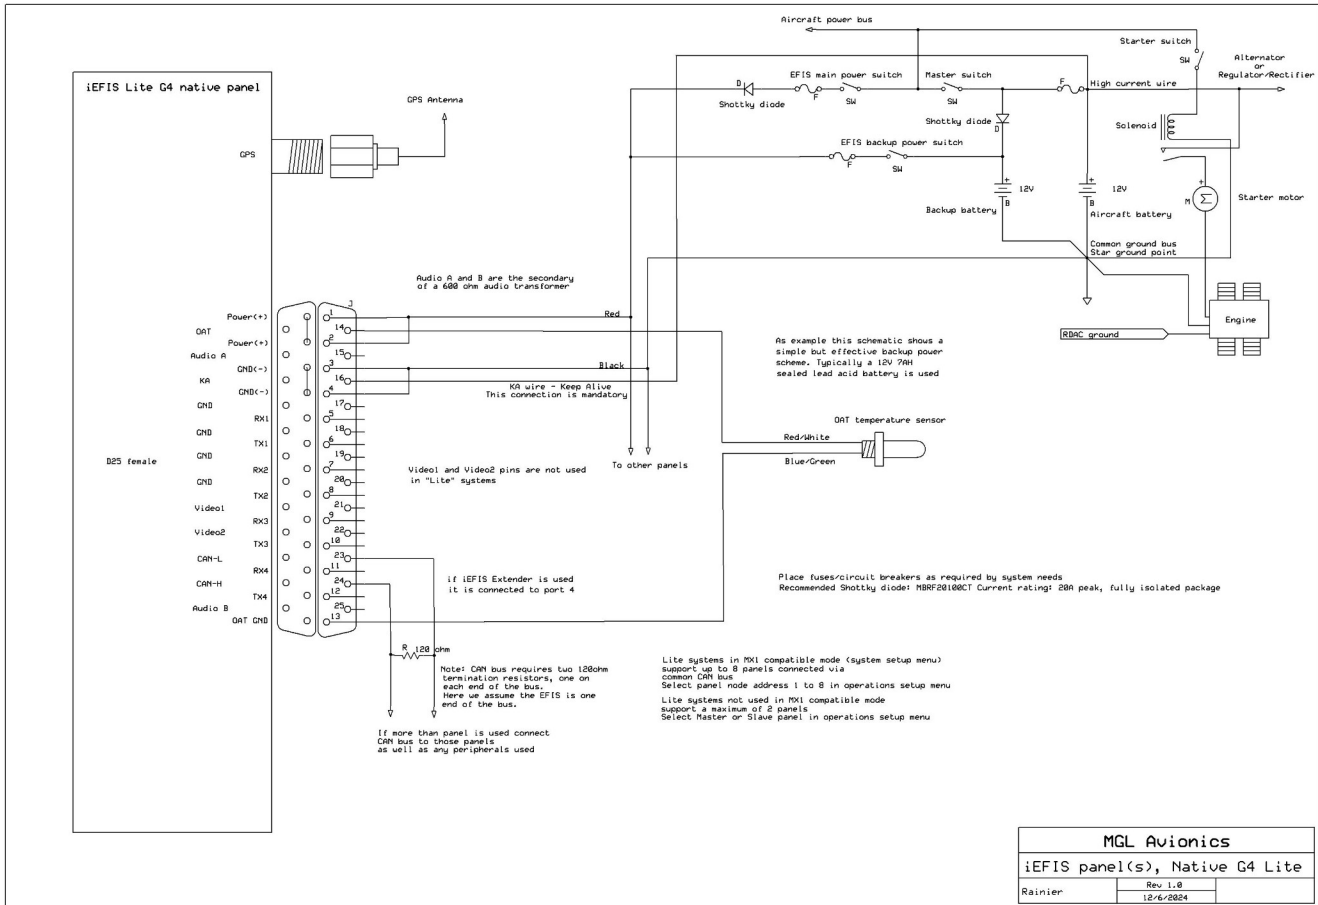 Aircraft power bus
Starter switch
SW
Alternator
or
Regulator/Rectifier
iEFIS Lite G4 native panel
GPS Antenna
GPS
D
Shottky diode
EFIS main power switch
F
SW
Master switch
SW
F
High current wire
Shottky diode
D
Solenoid
EFIS backup power switch
F
SW
+
12V
B
Backup battery
+
12V
B
Aircraft battery
+
M
Σ
Starter motor
Common ground bus
Star ground point
RDAC ground
Engine
Audio A and B are the secondary
of a 600 ohm audio transformer
J
Power(+)
1
Red
OAT
14
Power(+)
2
Audio A
15
GND(-)
3
Black
KA
16
KA wire - Keep Alive
This connection is mandatory
GND(-)
4
GND
17
RX1
5
GND
18
TX1
6
GND
19
RX2
7
GND
20
TX2
8
Video1
21
RX3
9
Video2
22
TX3
10
CAN-L
23
RX4
11
CAN-H
24
TX4
12
Audio B
25
OAT GND
13
D25 female
As example this schematic shows a
simple but effective backup power
scheme. Typically a 12V 7AH
sealed lead acid battery is used
OAT temperature sensor
Red/White
Blue/Green
To other panels
Video1 and Video2 pins are not used
in "Lite" systems
if iEFIS Extender is used
it is connected to port 4
Place fuses/circuit breakers as required by system needs
Recommended Shottky diode: MBRF20100CT Current rating: 20A peak, fully isolated package
R
120 ohm
Note: CAN bus requires two 120ohm
termination resistors, one on
each end of the bus.
Here we assume the EFIS is one
end of the bus.
If more than panel is used connect
CAN bus to those panels
as well as any peripherals used
Lite systems in MX1 compatible mode (system setup menu)
support up to 8 panels connected via
common CAN bus
Select panel node address 1 to 8 in operations setup menu
Lite systems not used in MX1 compatible mode
support a maximum of 2 panels
Select Master or Slave panel in operations setup menu
MGL Avionics
iEFIS panel(s), Native G4 Lite
Rainier
Rev 1.0
12/6/2024